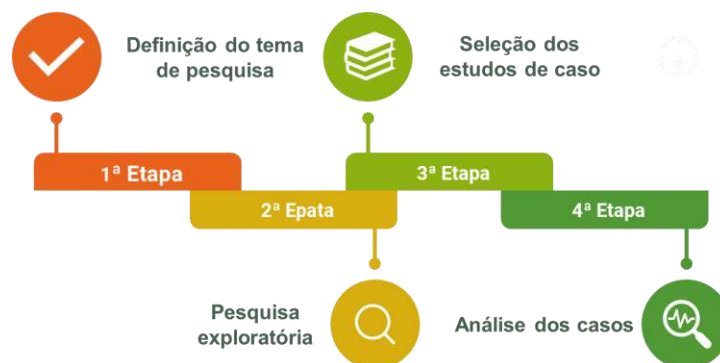 Definição do tema
de pesquisa
Seleção dos
estudos de caso
1ª Etapa
3ª Etapa
2ª Epata
4ª Etapa
Pesquisa
exploratória
Análise dos casos